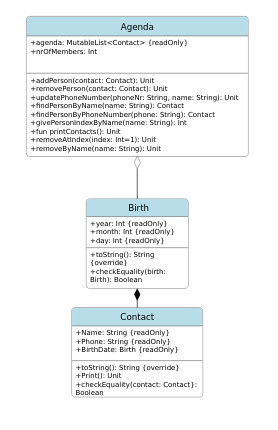 Agenda
+agenda: MutableList<Contact> {readOnly}
+nrOfMembers: Int
+addPerson(contact: Contact): Unit
+removePerson(contact: Contact): Unit
+updatePhoneNumber(phoneNr: String, name: String): Unit
+findPersonByName(name: String): Contact
+findPersonByPhoneNumber(phone: String): Contact
+givePersonIndexByName(name: String): Int
+fun printContacts(): Unit
+removeAtIndex(index: Int=1): Unit
+removeByName(name: String): Unit
Birth
+year: Int {readOnly}
+month: Int {readOnly}
+day: Int {readOnly}
+toString(): String
{override}
+checkEquality(birth:
Birth): Boolean
Contact
+Name: String {readOnly}
+Phone: String {readOnly}
+BirthDate: Birth {readOnly}
+toString(): String {override}
+Print(): Unit
+checkEquality(contact: Contact):
Boolean